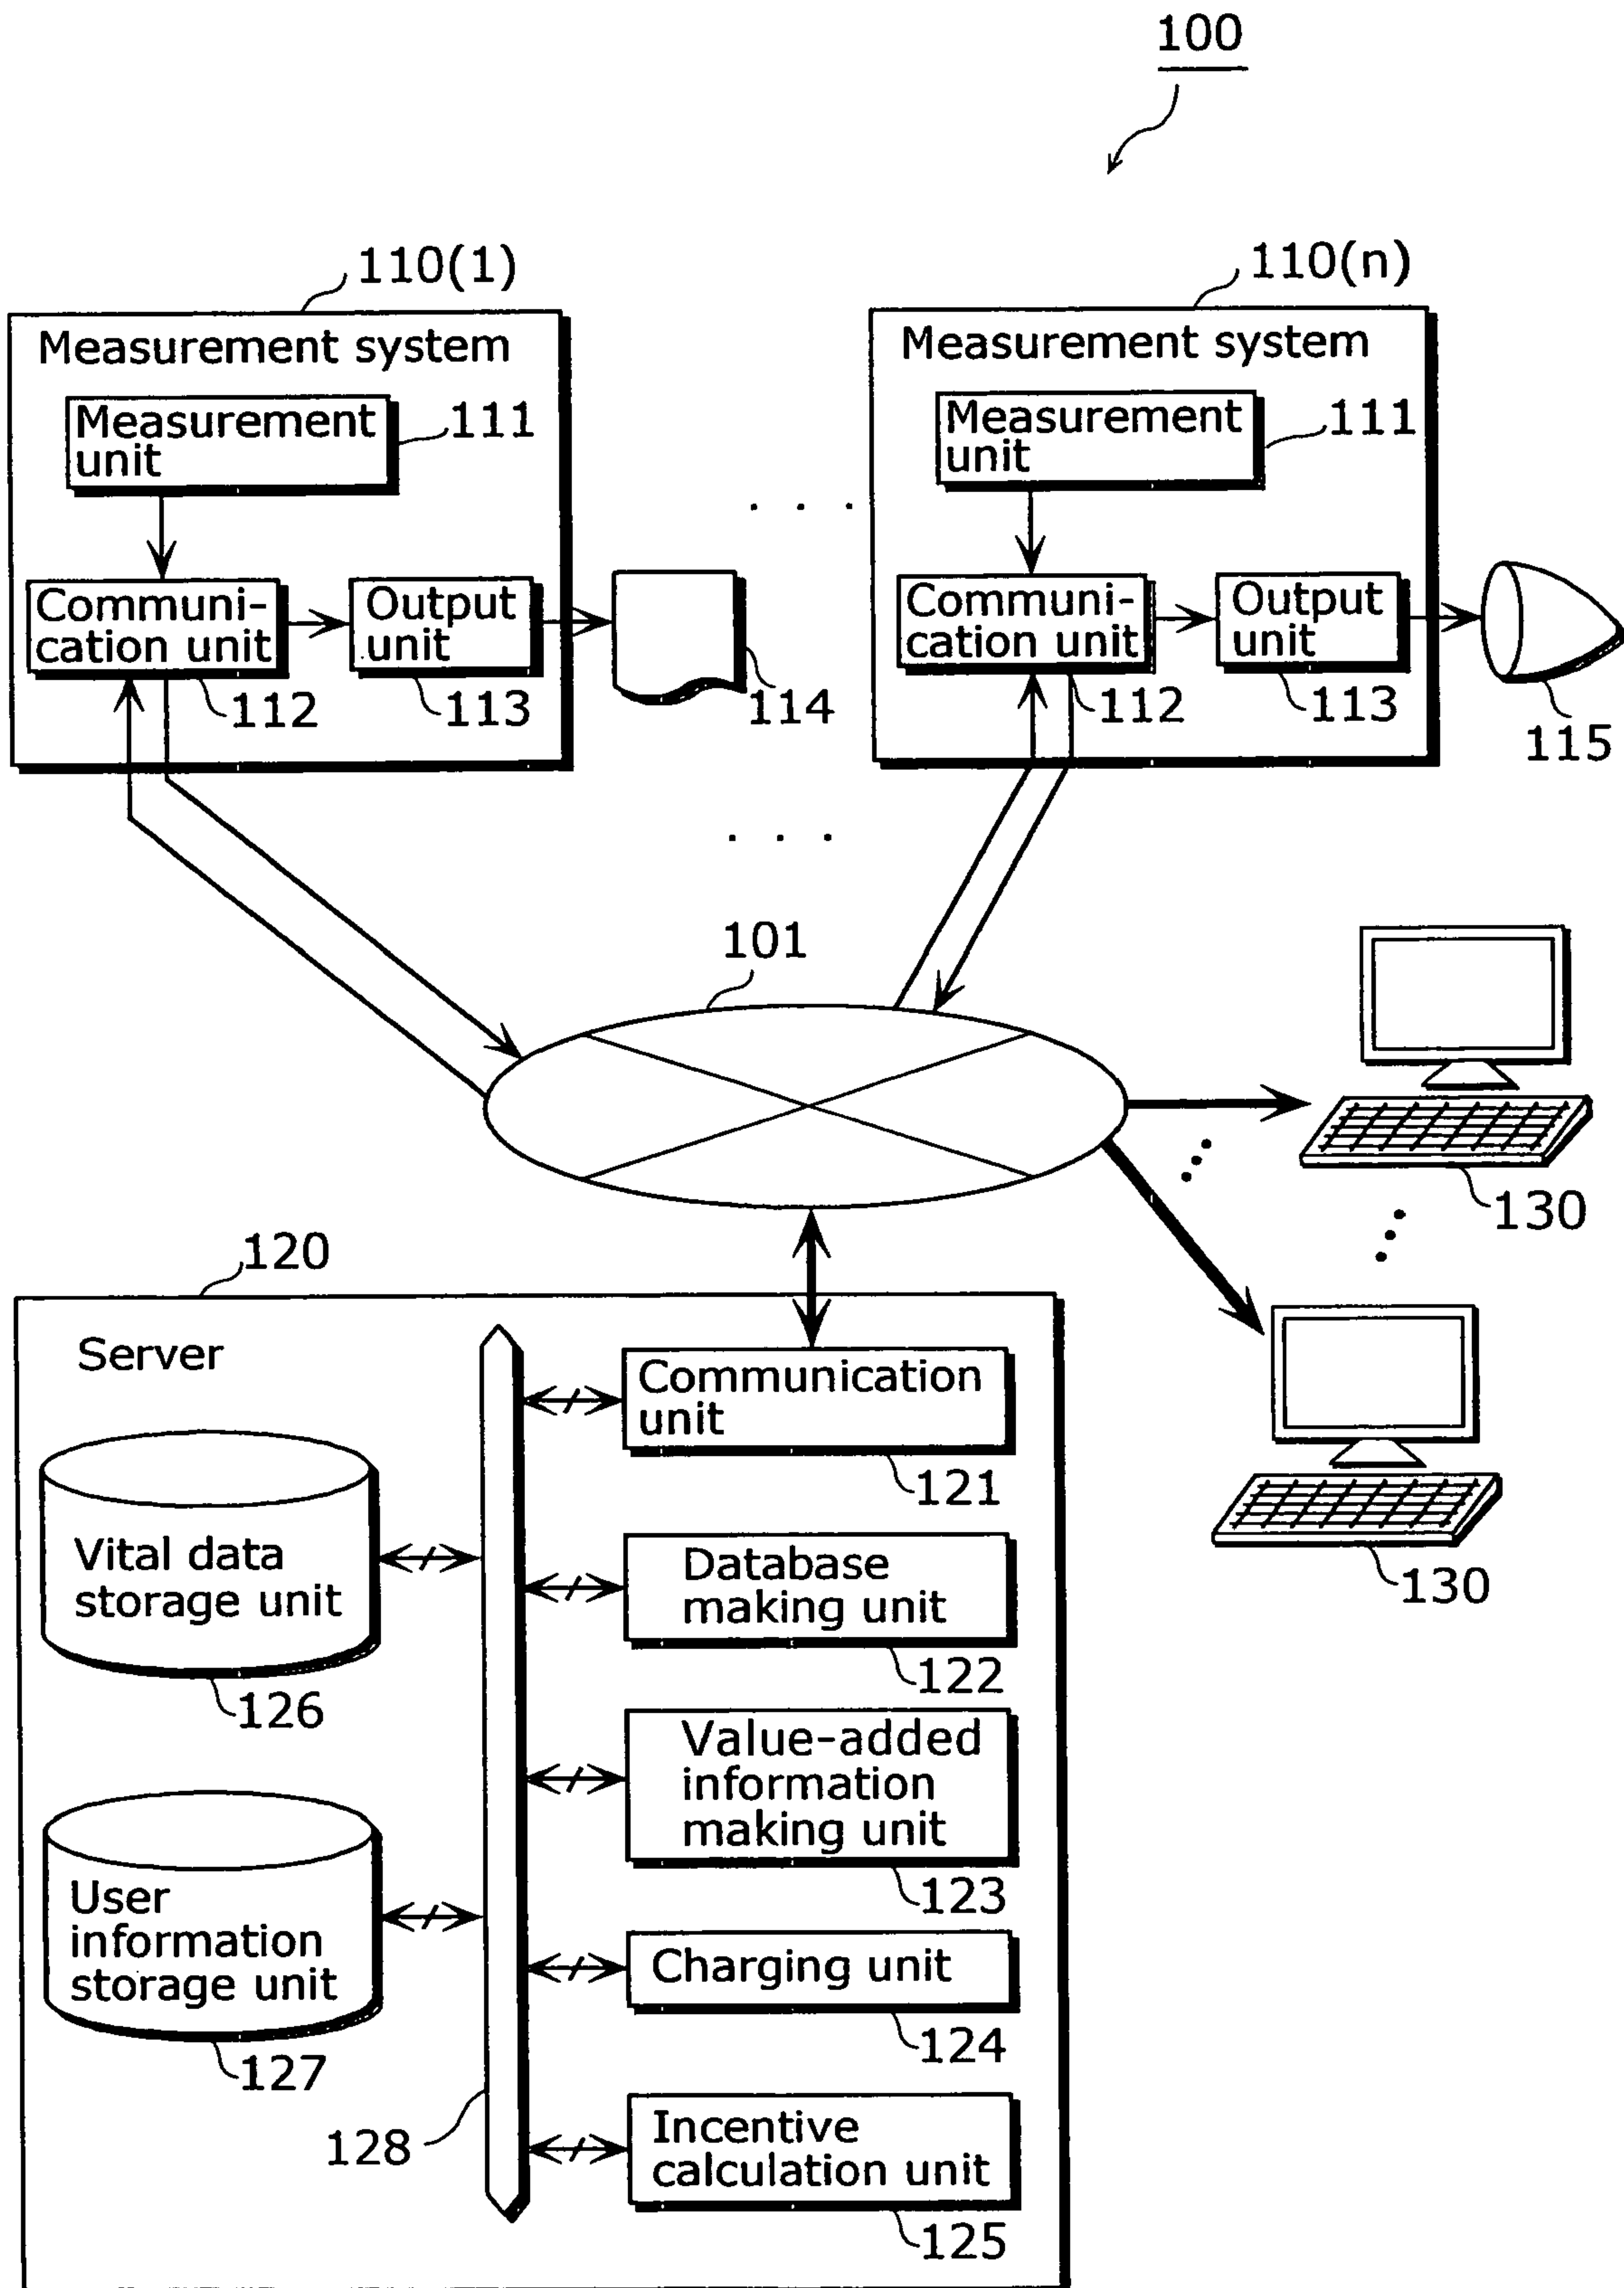 100
110(1)
110(n)
Measurement system
Measurement
unit
111
Communi-
cation unit
Output
unit
112
113
114
Measurement system
Measurement
unit
111
Communi-
cation unit
Output
unit
112
113
115
. . .
. . .
101
130
130
120
Server
Communication
unit
121
Vital data
storage unit
126
Database
making unit
122
Value-added
information
making unit
123
User
information
storage unit
127
Charging unit
124
128
Incentive
calculation unit
125